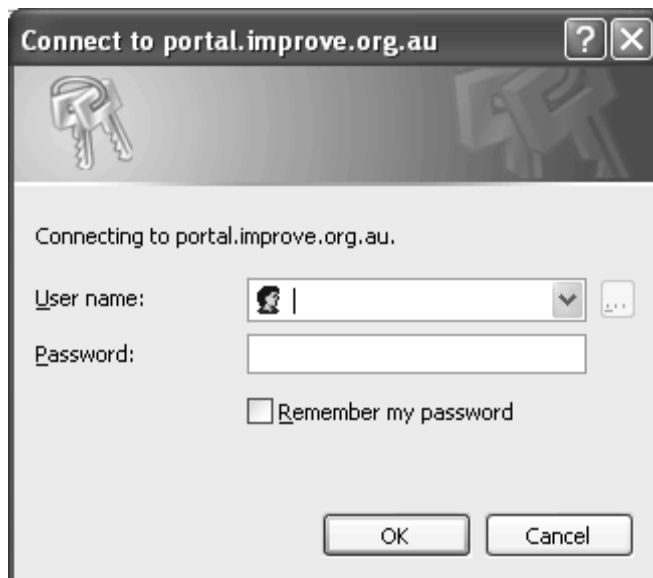 Connect to portal.improve.org.au
Connecting to portal.improve.org.au.
User name:
...
Password:
Remember my password
OK Cancel